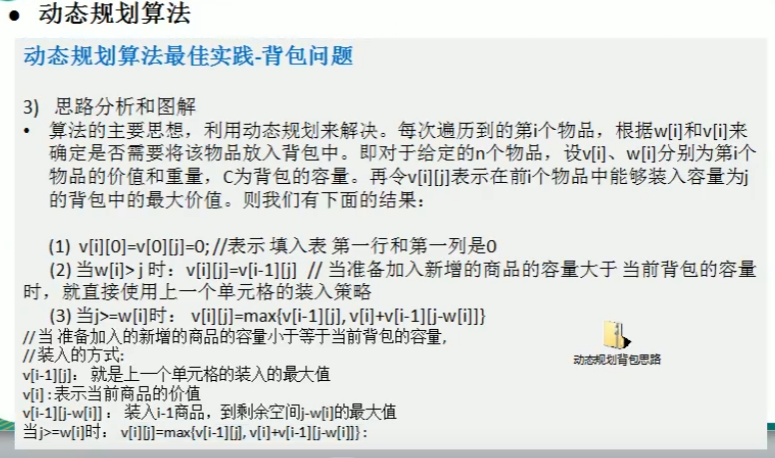 • 动态规划算法
动态规划算法最佳实践-背包问题
3) 思路分析和图解
• 算法的主要思想，利用动态规划来解决。每次遍历到的第i个物品，根据w[i]和v[i]来
确定是否需要将该物品放入背包中。即对于给定的n个物品，设v[i]、w[i]分别为第i个
物品的价值和重量，C为背包的容量。再令v[i][j]表示在前i个物品中能够装入容量为j
的背包中的最大价值。则我们有下面的结果：
(1) v[i][0]=v[0][j]=0; //表示 填入表 第一行和第一列是0
(2) 当w[i]> j 时：v[i][j]=v[i-1][j] // 当准备加入新增的商品的容量大于 当前背包的容量
时，就直接使用上一个单元格的装入策略
(3) 当j>=w[i]时： v[i][j]=max{v[i-1][j], v[i]+v[i-1][j-w[i]]}
// 当 准备加入的新增的商品的容量小于等于当前背包的容量,
// 装入的方式:
v[i-1][j]： 就是上一个单元格的装入的最大值
v[i] : 表示当前商品的价值
v[i-1][j-w[i]] ： 装入i-1商品，到剩余空间j-w[i]的最大值
当j>=w[i]时： v[i][j]=max{v[i-1][j], v[i]+v[i-1][j-w[i]]} :
动态规划背包思路